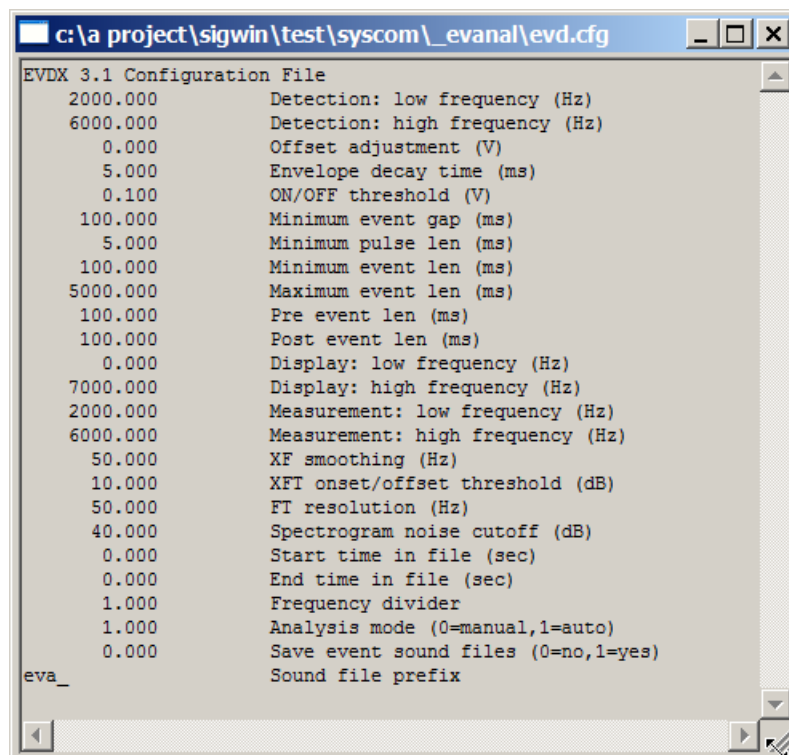 c:\a project\sigwin\test\syscom\_evanal\evd.cfg
EVDX 3.1 Configuration File
2000.000 Detection: low frequency (Hz)
6000.000 Detection: high frequency (Hz)
0.000 Offset adjustment (V)
5.000 Envelope decay time (ms)
0.100 ON/OFF threshold (V)
100.000 Minimum event gap (ms)
5.000 Minimum pulse len (ms)
100.000 Minimum event len (ms)
5000.000 Maximum event len (ms)
100.000 Pre event len (ms)
100.000 Post event len (ms)
0.000 Display: low frequency (Hz)
7000.000 Display: high frequency (Hz)
2000.000 Measurement: low frequency (Hz)
6000.000 Measurement: high frequency (Hz)
50.000 XF smoothing (Hz)
10.000 XFT onset/offset threshold (dB)
50.000 FT resolution (Hz)
40.000 Spectrogram noise cutoff (dB)
0.000 Start time in file (sec)
0.000 End time in file (sec)
1.000 Frequency divider
1.000 Analysis mode (0=manual,1=auto)
0.000 Save event sound files (0=no,1=yes)
eva_ Sound file prefix